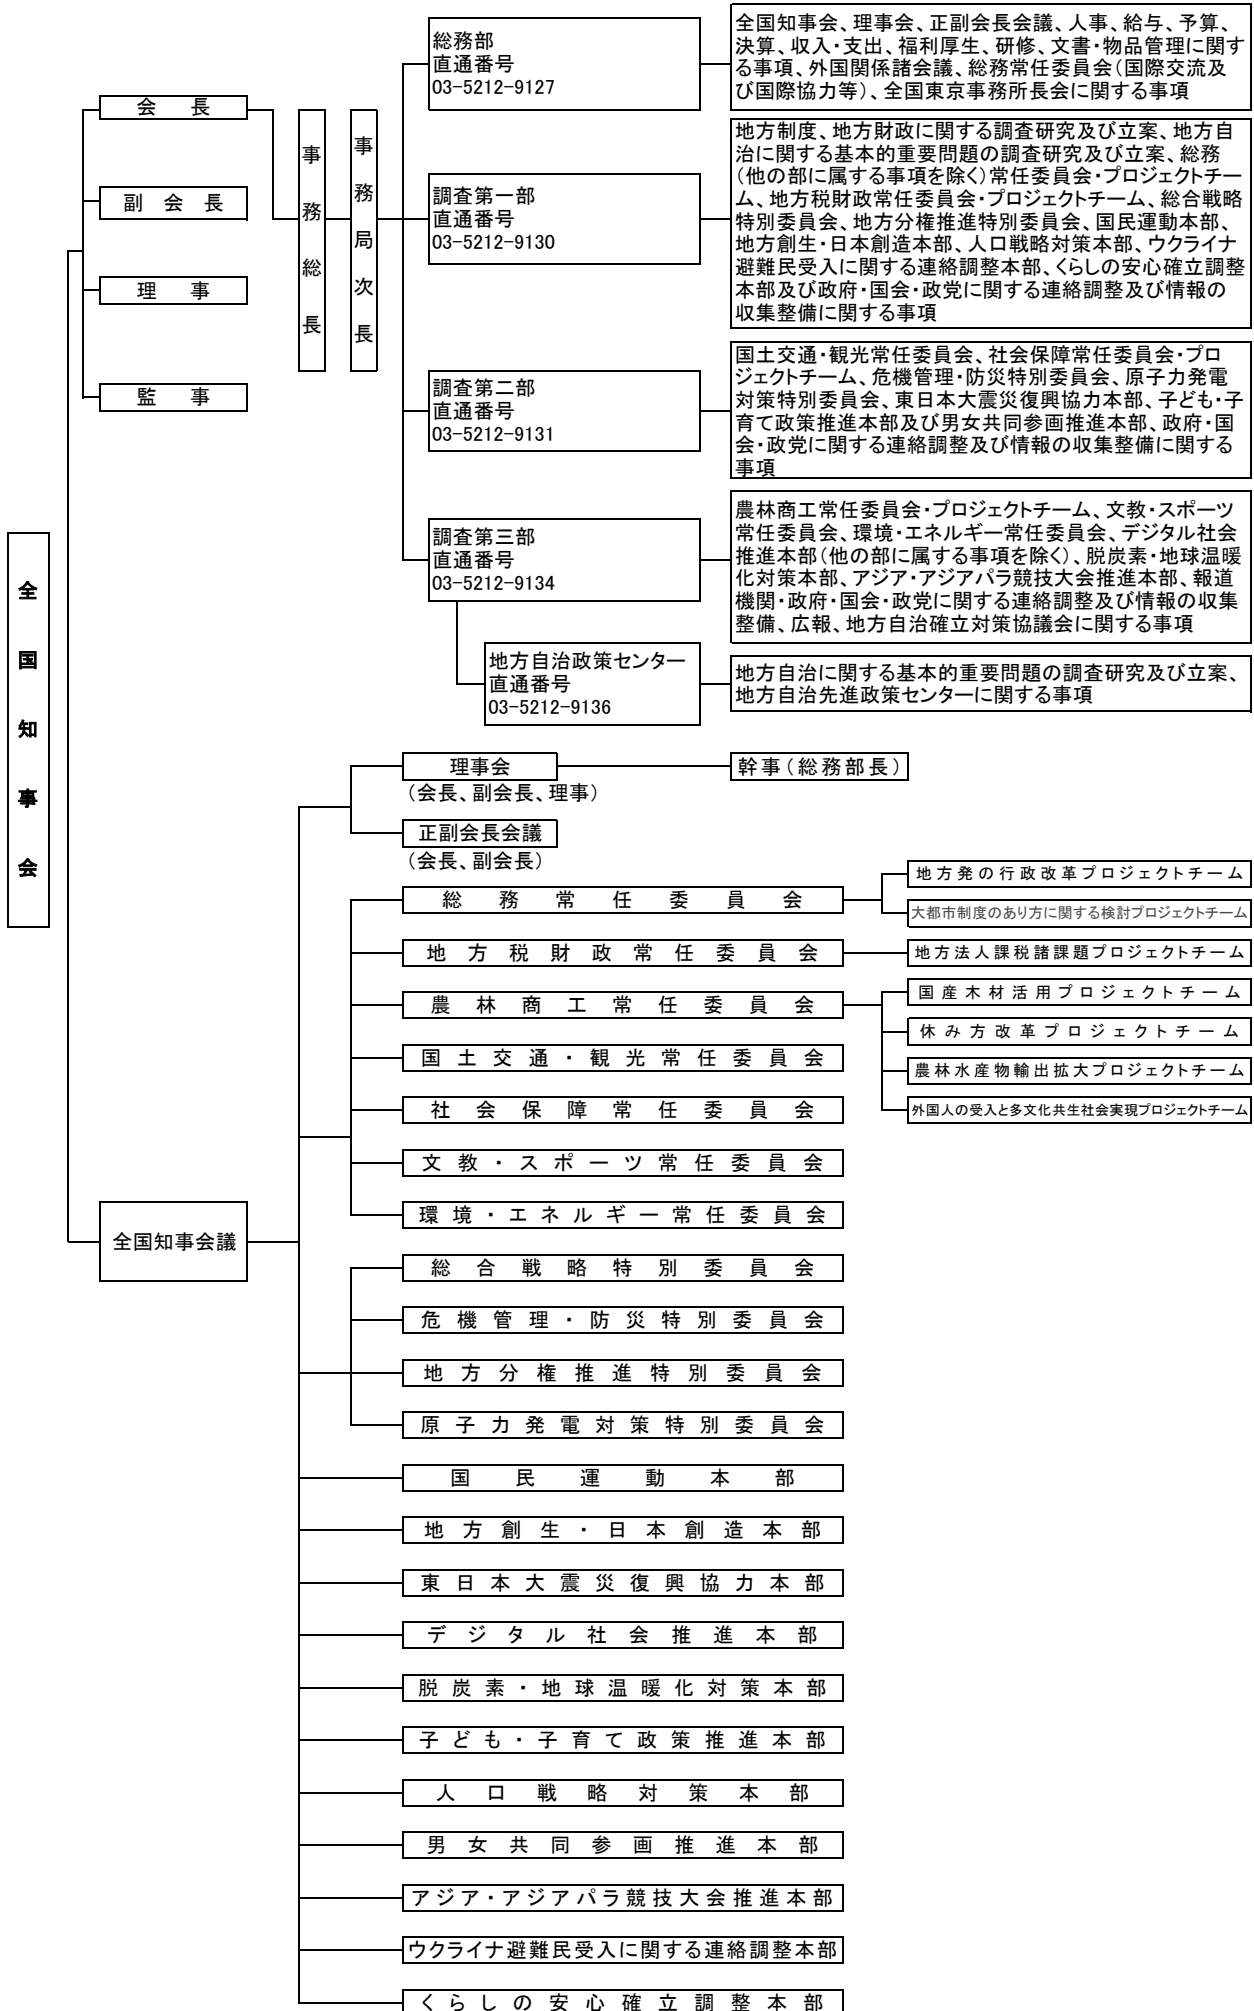 全国知事会
会長
副会長
理事
監事
事務総長
事務局次長
総務部
直通番号
03-5212-9127
全国知事会、理事会、正副会長会議、人事、給与、予算、
決算、収入・支出、福利厚生、研修、文書・物品管理に関す
る事項、外国関係諸会議、総務常任委員会(国際交流及
び国際協力等)、全国東京事務所長会に関する事項
調査第一部
直通番号
03-5212-9130
地方制度、地方財政に関する調査研究及び立案、地方自
治に関する基本的重要問題の調査研究及び立案、総務
(他の部に属する事項を除く)常任委員会・プロジェクトチー
ム、地方税財政常任委員会・プロジェクトチーム、総合戦略
特別委員会、地方分権推進特別委員会、国民運動本部、
地方創生・日本創造本部、人口戦略対策本部、ウクライナ
避難民受入に関する連絡調整本部、くらしの安心確立調整
本部及び政府・国会・政党に関する連絡調整及び情報の
収集整備に関する事項
調査第二部
直通番号
03-5212-9131
国土交通・観光常任委員会、社会保障常任委員会・プロ
ジェクトチーム、危機管理・防災特別委員会、原子力発電
対策特別委員会、東日本大震災復興協力本部、子ども・子
育て政策推進本部及び男女共同参画推進本部、政府・国
会・政党に関する連絡調整及び情報の収集整備に関する
事項
調査第三部
直通番号
03-5212-9134
農林商工常任委員会・プロジェクトチーム、文教・スポーツ
常任委員会、環境・エネルギー常任委員会、デジタル社会
推進本部(他の部に属する事項を除く)、脱炭素・地球温暖
化対策本部、アジア・アジアパラ競技大会推進本部、報道
機関・政府・国会・政党に関する連絡調整及び情報の収集
整備、広報、地方自治確立対策協議会に関する事項
地方自治政策センター
直通番号
03-5212-9136
地方自治に関する基本的重要問題の調査研究及び立案、
地方自治先進政策センターに関する事項
全国知事会議
理事会
(会長、副会長、理事)
幹事(総務部長)
正副会長会議
(会長、副会長)
総務常任委員会
地方発の行政改革プロジェクトチーム
大都市制度のあり方に関する検討プロジェクトチーム
地方税財政常任委員会
地方法人課税諸課題プロジェクトチーム
農林商工常任委員会
国産木材活用プロジェクトチーム
休み方改革プロジェクトチーム
農林水産物輸出拡大プロジェクトチーム
外国人の受入と多文化共生社会実現プロジェクトチーム
国土交通・観光常任委員会
社会保障常任委員会
文教・スポーツ常任委員会
環境・エネルギー常任委員会
総合戦略特別委員会
危機管理・防災特別委員会
地方分権推進特別委員会
原子力発電対策特別委員会
国民運動本部
地方創生・日本創造本部
東日本大震災復興協力本部
デジタル社会推進本部
脱炭素・地球温暖化対策本部
子ども・子育て政策推進本部
人口戦略対策本部
男女共同参画推進本部
アジア・アジアパラ競技大会推進本部
ウクライナ避難民受入に関する連絡調整本部
くらしの安心確立調整本部